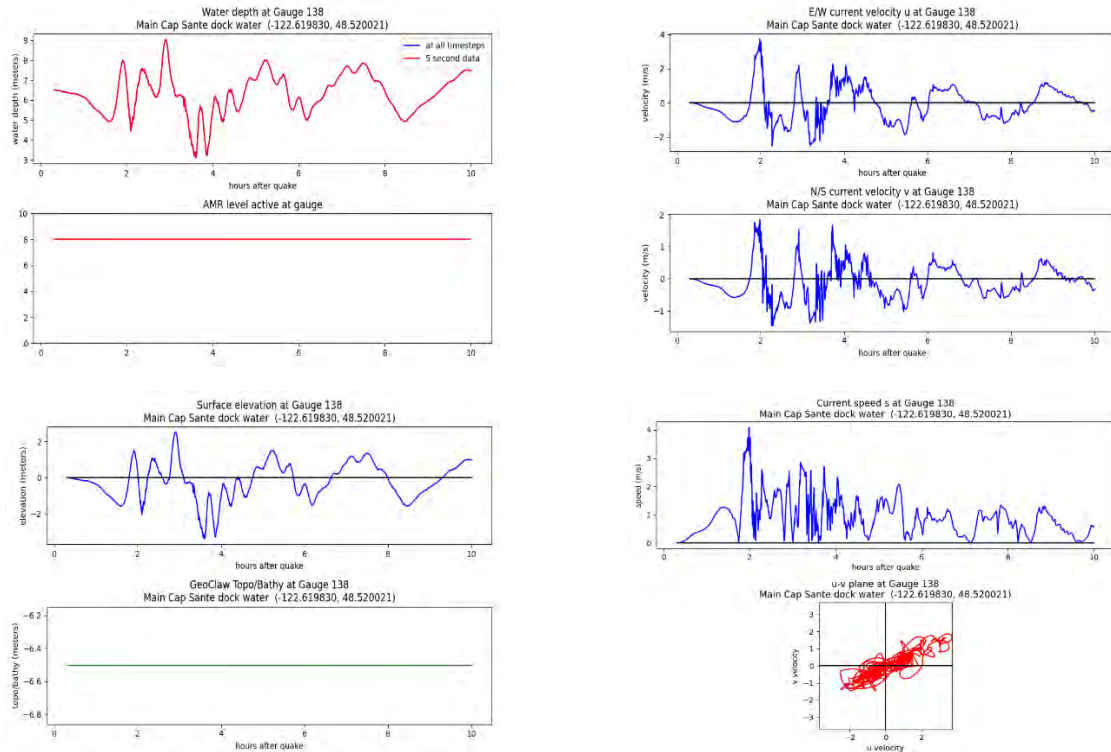 Water depth at Gauge 138
Main Cap Sante dock water (-122.619830, 48.520021)
at all timesteps
5 second data
9
8
7
6
5
4
3
water depth (meters)
0 2 4 6 8 10
hours after quake
AMR level active at gauge
10
8
6
4
2
0
0 2 4 6 8 10
Surface elevation at Gauge 138
Main Cap Sante dock water (-122.619830, 48.520021)
2
0
−2
elevation (meters)
0 2 4 6 8 10
hours after quake
GeoClaw Topo/Bathy at Gauge 138
Main Cap Sante dock water (-122.619830, 48.520021)
−6.2
−6.4
−6.6
−6.8
topo/bathy (meters)
0 2 4 6 8 10
hours after quake
E/W current velocity u at Gauge 138
Main Cap Sante dock water (-122.619830, 48.520021)
4
2
0
−2
velocity (m/s)
0 2 4 6 8 10
hours after quake
N/S current velocity v at Gauge 138
Main Cap Sante dock water (-122.619830, 48.520021)
2
1
0
−1
velocity (m/s)
0 2 4 6 8 10
hours after quake
Current speed s at Gauge 138
Main Cap Sante dock water (-122.619830, 48.520021)
4
3
2
1
0
speed (m/s)
0 2 4 6 8 10
hours after quake
u-v plane at Gauge 138
Main Cap Sante dock water (-122.619830, 48.520021)
3
2
1
0
−1
−2
−3
v velocity
−2 0 2
u velocity